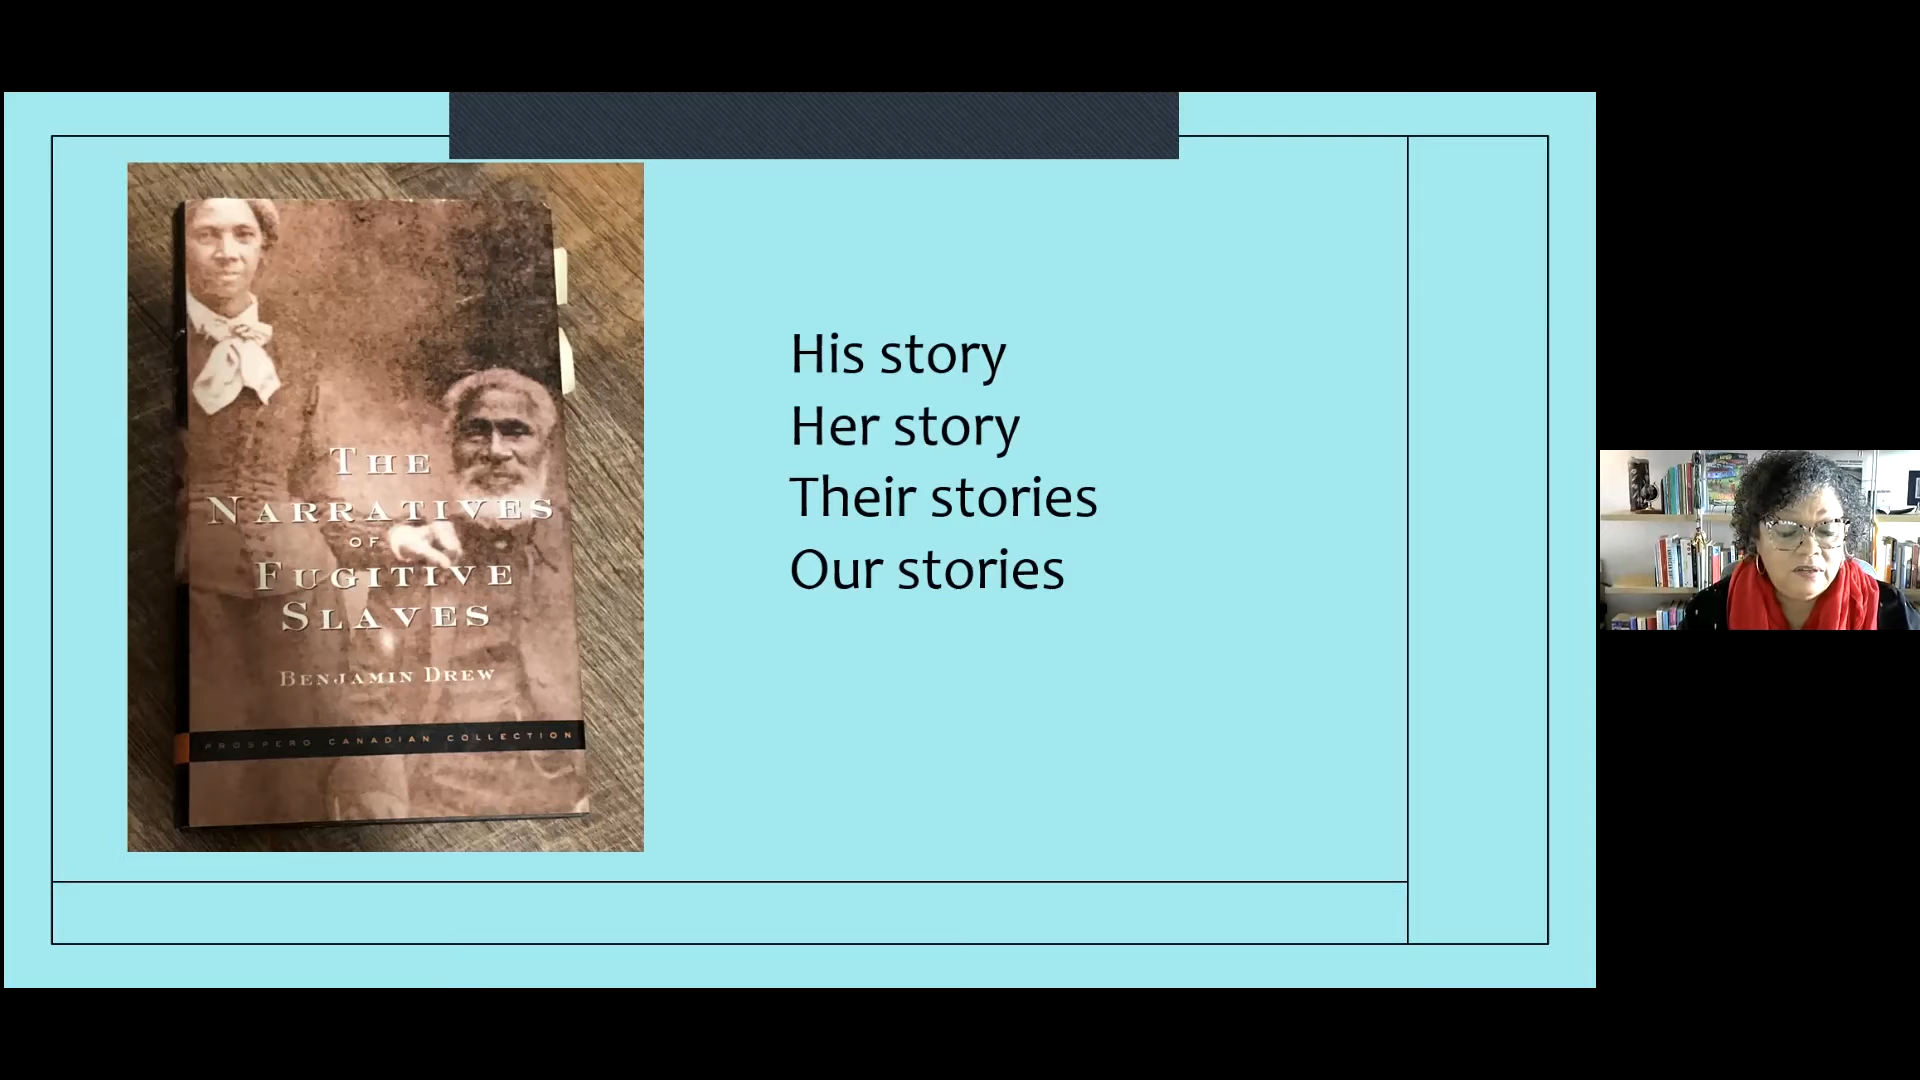 THE
NARRATIVES
OF
FUGITIVE
SLAVES
BENJAMIN DREW
PROSPERO CANADIAN COLLECTION
His story
Her story
Their stories
Our stories